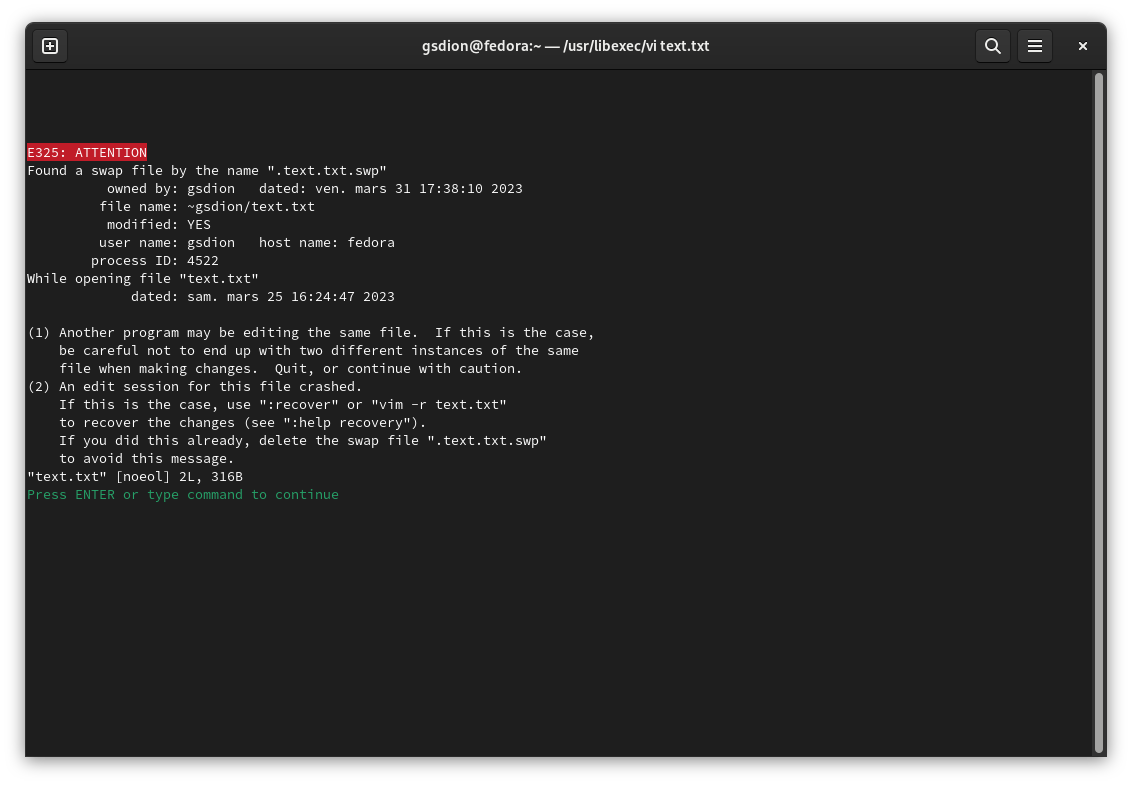 gsdion@fedora:~ — /usr/libexec/vi text.txt
E325: ATTENTION
Found a swap file by the name ".text.txt.swp"
          owned by: gsdion   dated: ven. mars 31 17:38:10 2023
         file name: ~gsdion/text.txt
          modified: YES
         user name: gsdion   host name: fedora
        process ID: 4522
While opening file "text.txt"
             dated: sam. mars 25 16:24:47 2023
(1) Another program may be editing the same file.  If this is the case,
    be careful not to end up with two different instances of the same
    file when making changes.  Quit, or continue with caution.
(2) An edit session for this file crashed.
    If this is the case, use ":recover" or "vim -r text.txt"
    to recover the changes (see ":help recovery").
    If you did this already, delete the swap file ".text.txt.swp"
    to avoid this message.
"text.txt" [noeol] 2L, 316B
Press ENTER or type command to continue